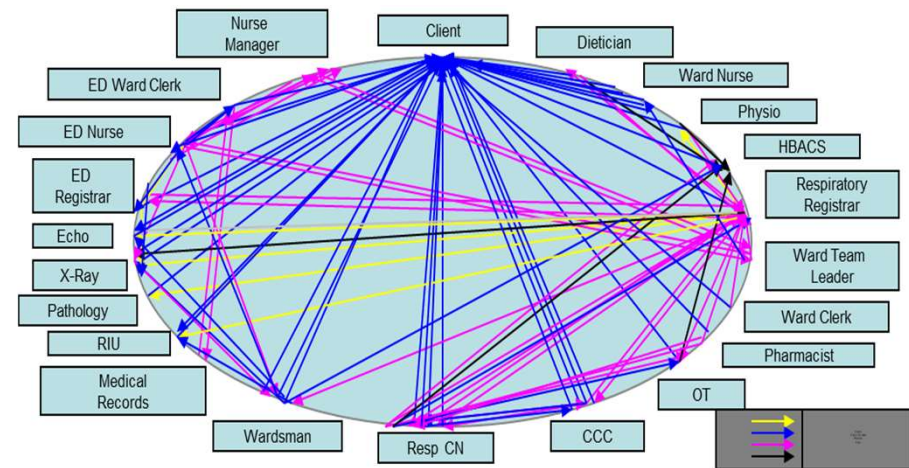 Client
Nurse
Manager
Dietician
ED Ward Clerk
Ward Nurse
Physio
ED Nurse
HBACS
ED
Registrar
Respiratory
Registrar
Echo
X-Ray
Ward Team
Leader
Pathology
Ward Clerk
RIU
Pharmacist
Medical
Records
OT
Wardsman
Resp CN
CCC